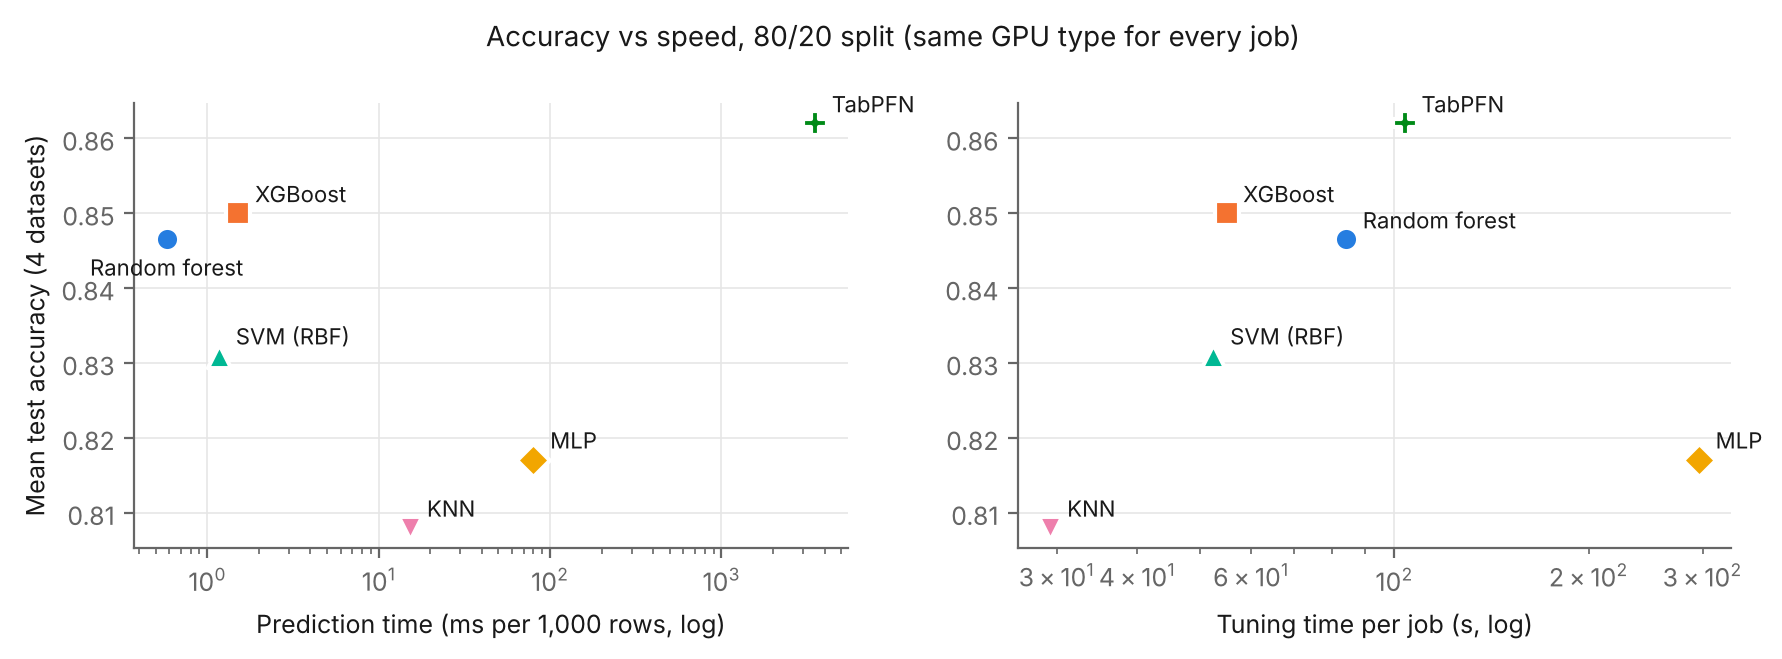 Accuracy vs speed, 80/20 split (same GPU type for every job)
Mean test accuracy (4 datasets)
0.86
0.85
0.84
0.83
0.82
0.81
TabPFN
XGBoost
Random forest
SVM (RBF)
MLP
KNN
10⁰ 10¹ 10² 10³
Prediction time (ms per 1,000 rows, log)
0.86
0.85
0.84
0.83
0.82
0.81
TabPFN
XGBoost
Random forest
SVM (RBF)
MLP
KNN
3 × 10¹ 4 × 10¹ 6 × 10¹ 10² 2 × 10² 3 × 10²
Tuning time per job (s, log)